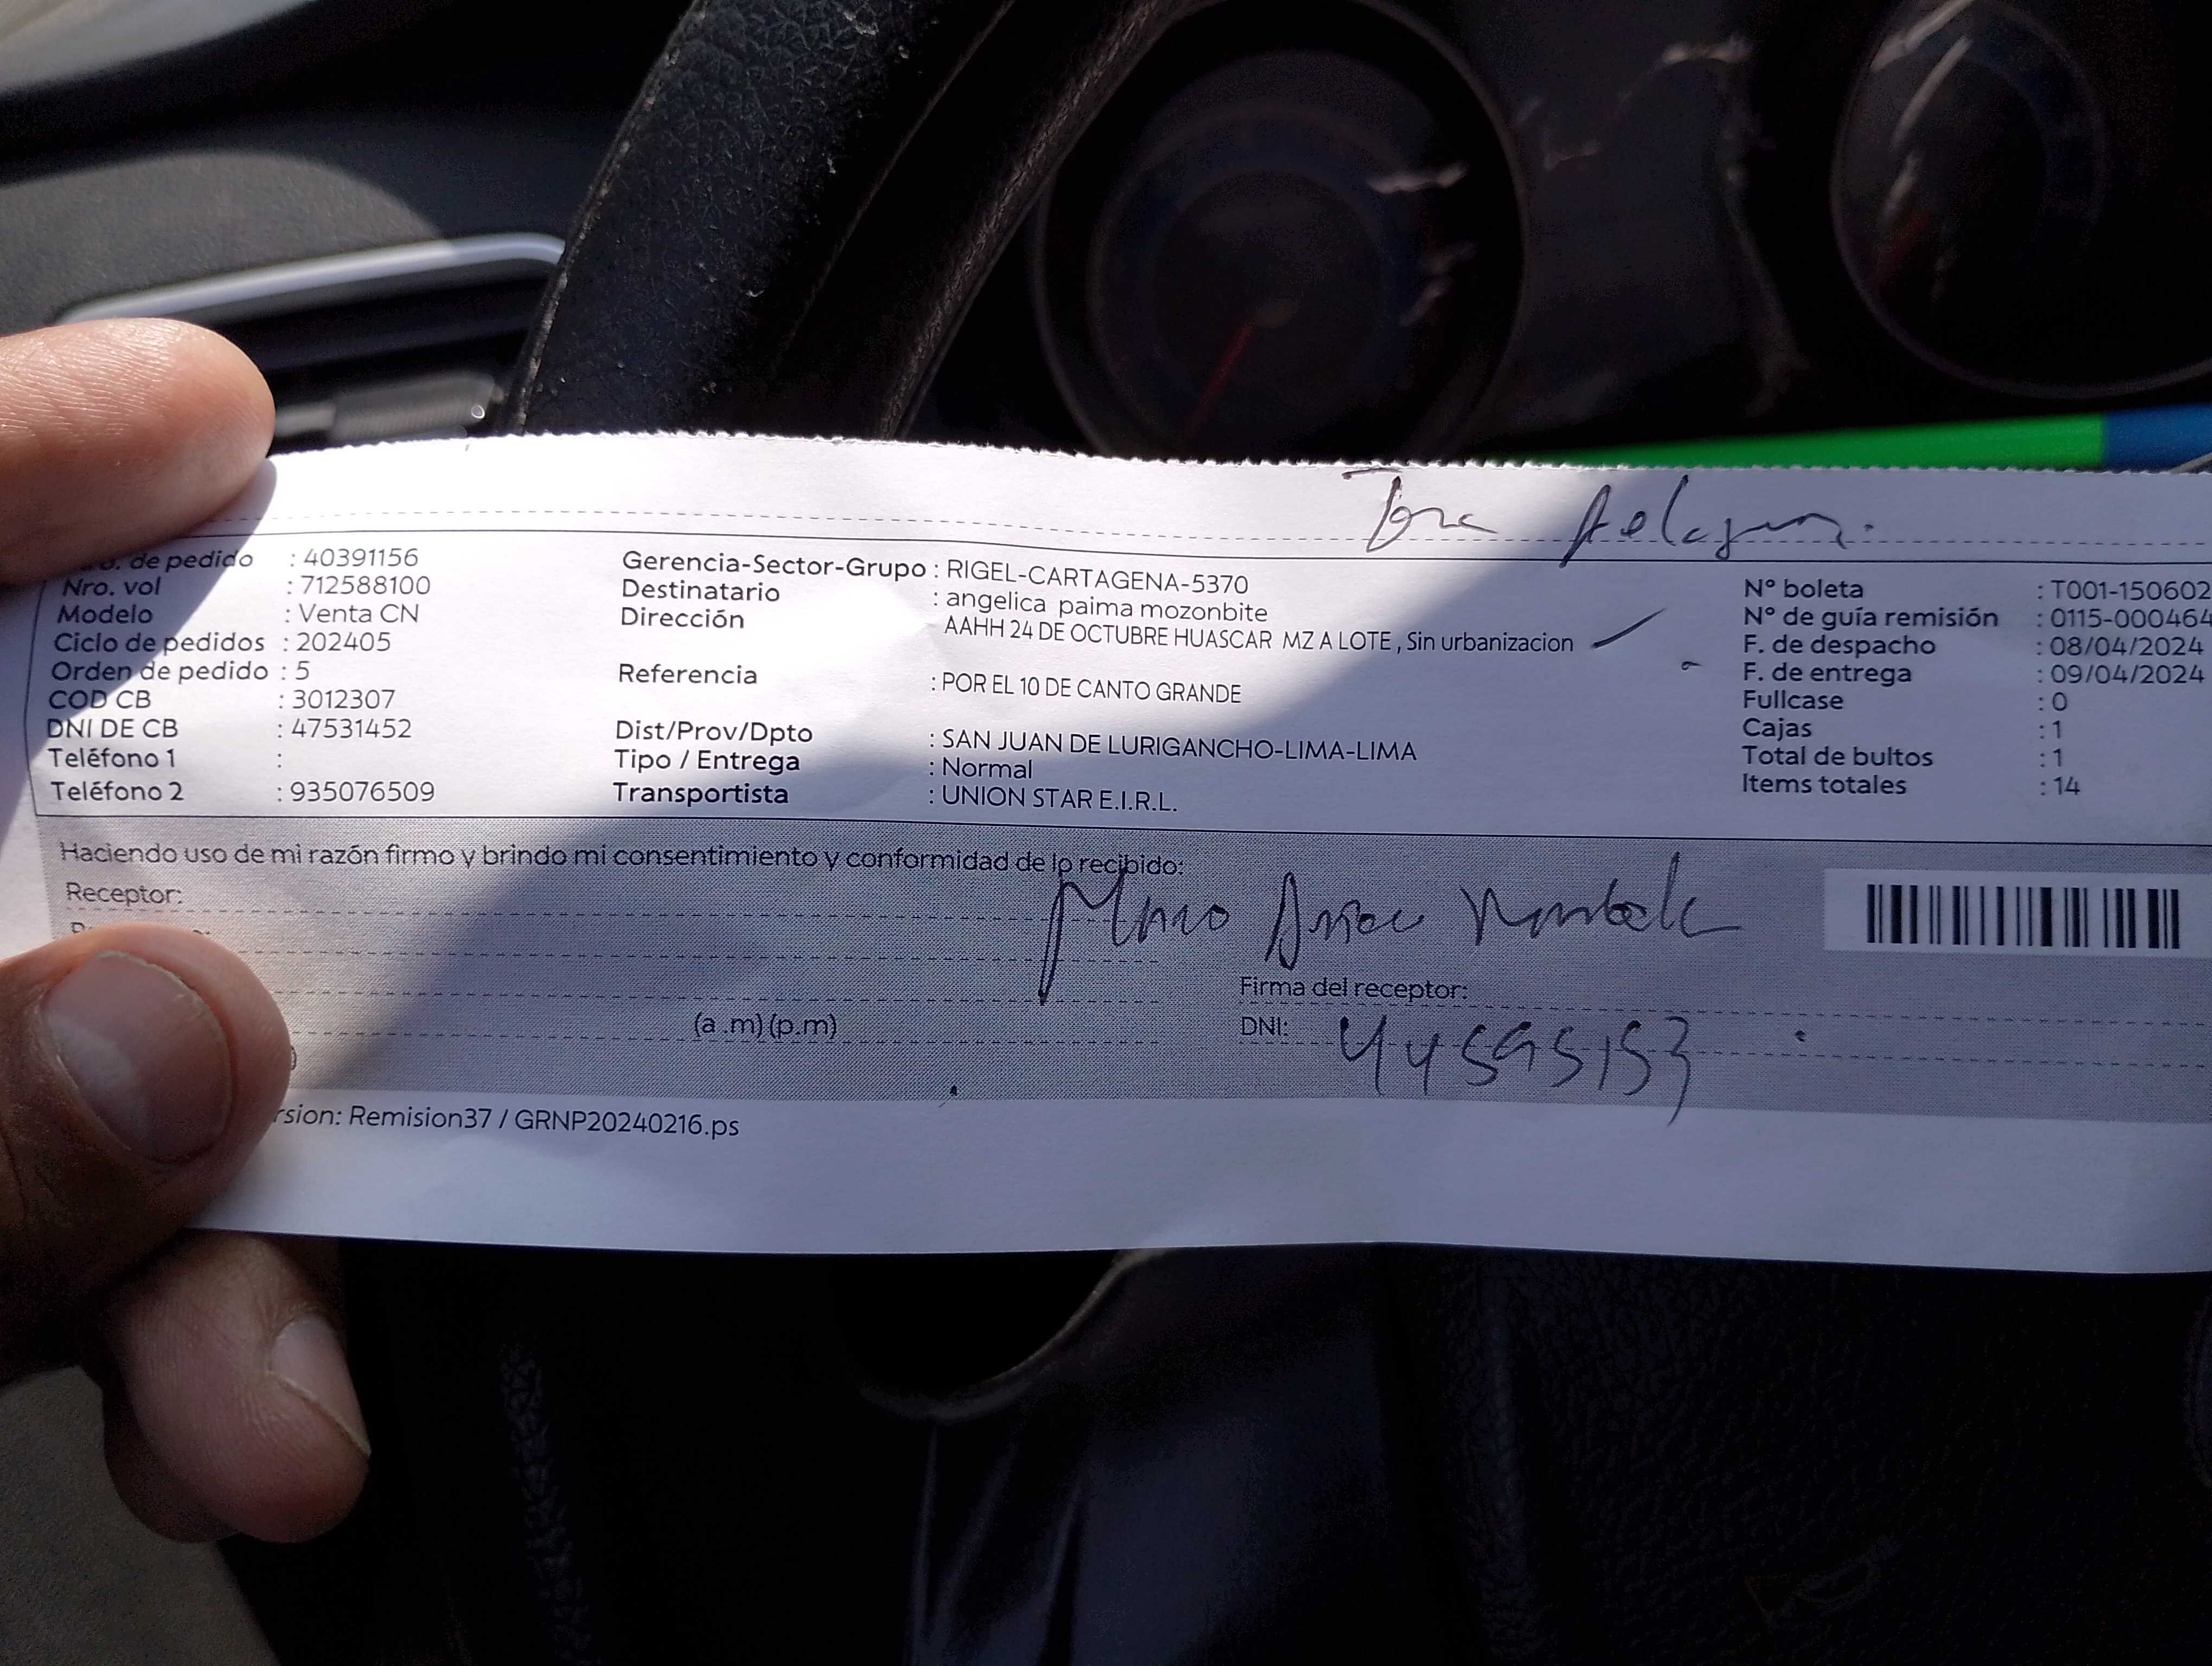 de pedido : 40391156
Nro. vol : 712588100
Modelo : Venta CN
Ciclo de pedidos : 202405
Orden de pedido : 5
COD CB : 3012307
DNI DE CB : 47531452
Teléfono 1 :
Teléfono 2 : 935076509
Gerencia-Sector-Grupo : RIGEL-CARTAGENA-5370
Destinatario : angelica paima mozonbite
Dirección AAHH 24 DE OCTUBRE HUASCAR MZ A LOTE , Sin urbanizacion
Referencia : POR EL 10 DE CANTO GRANDE
Dist/Prov/Dpto : SAN JUAN DE LURIGANCHO-LIMA-LIMA
Tipo / Entrega : Normal
Transportista : UNION STAR E.I.R.L.
N° boleta : T001-150602
N° de guía remisión : 0115-000464
F. de despacho : 08/04/2024
F. de entrega : 09/04/2024
Fullcase : 0
Cajas : 1
Total de bultos : 1
Items totales : 14
Haciendo uso de mi razón firmo y brindo mi consentimiento y conformidad de lo recibido:
Receptor:
Firma del receptor:
(a .m) (p.m)
DNI: 44595153
rsion: Remision37 / GRNP20240216.ps